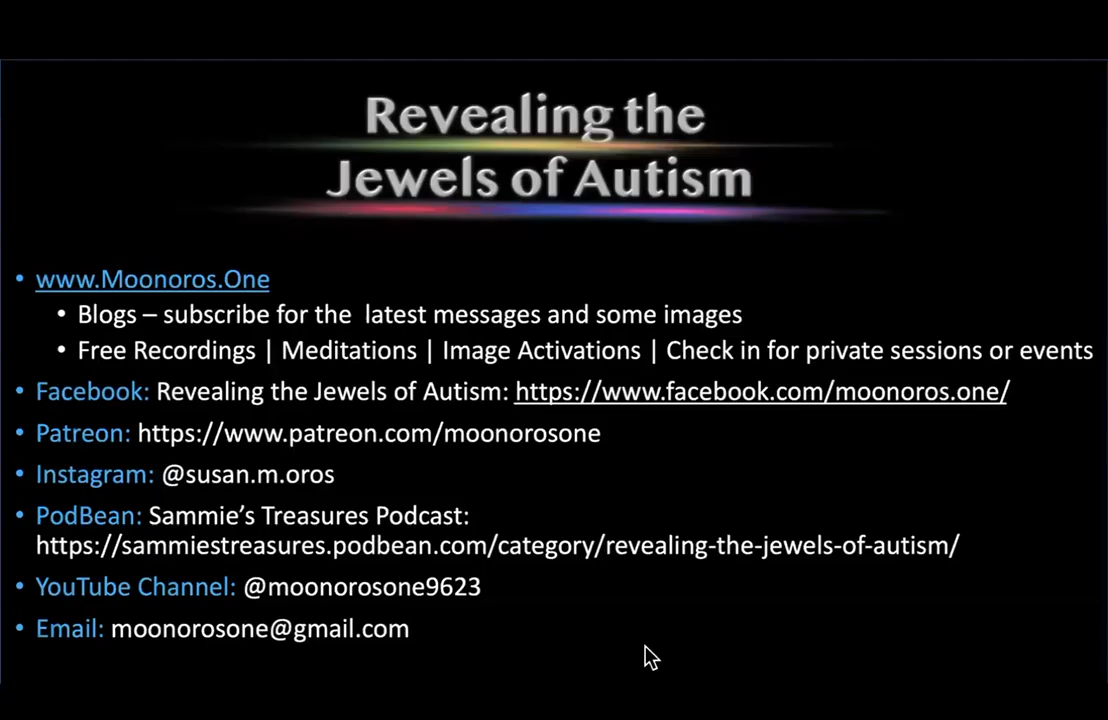 Revealing the
Jewels of Autism
• www.Moonoros.One
• Blogs – subscribe for the latest messages and some images
• Free Recordings | Meditations | Image Activations | Check in for private sessions or events
• Facebook: Revealing the Jewels of Autism: https://www.facebook.com/moonoros.one/
• Patreon: https://www.patreon.com/moonorosone
• Instagram: @susan.m.oros
• PodBean: Sammie’s Treasures Podcast:
https://sammiestreasures.podbean.com/category/revealing-the-jewels-of-autism/
• YouTube Channel: @moonorosone9623
• Email: moonorosone@gmail.com